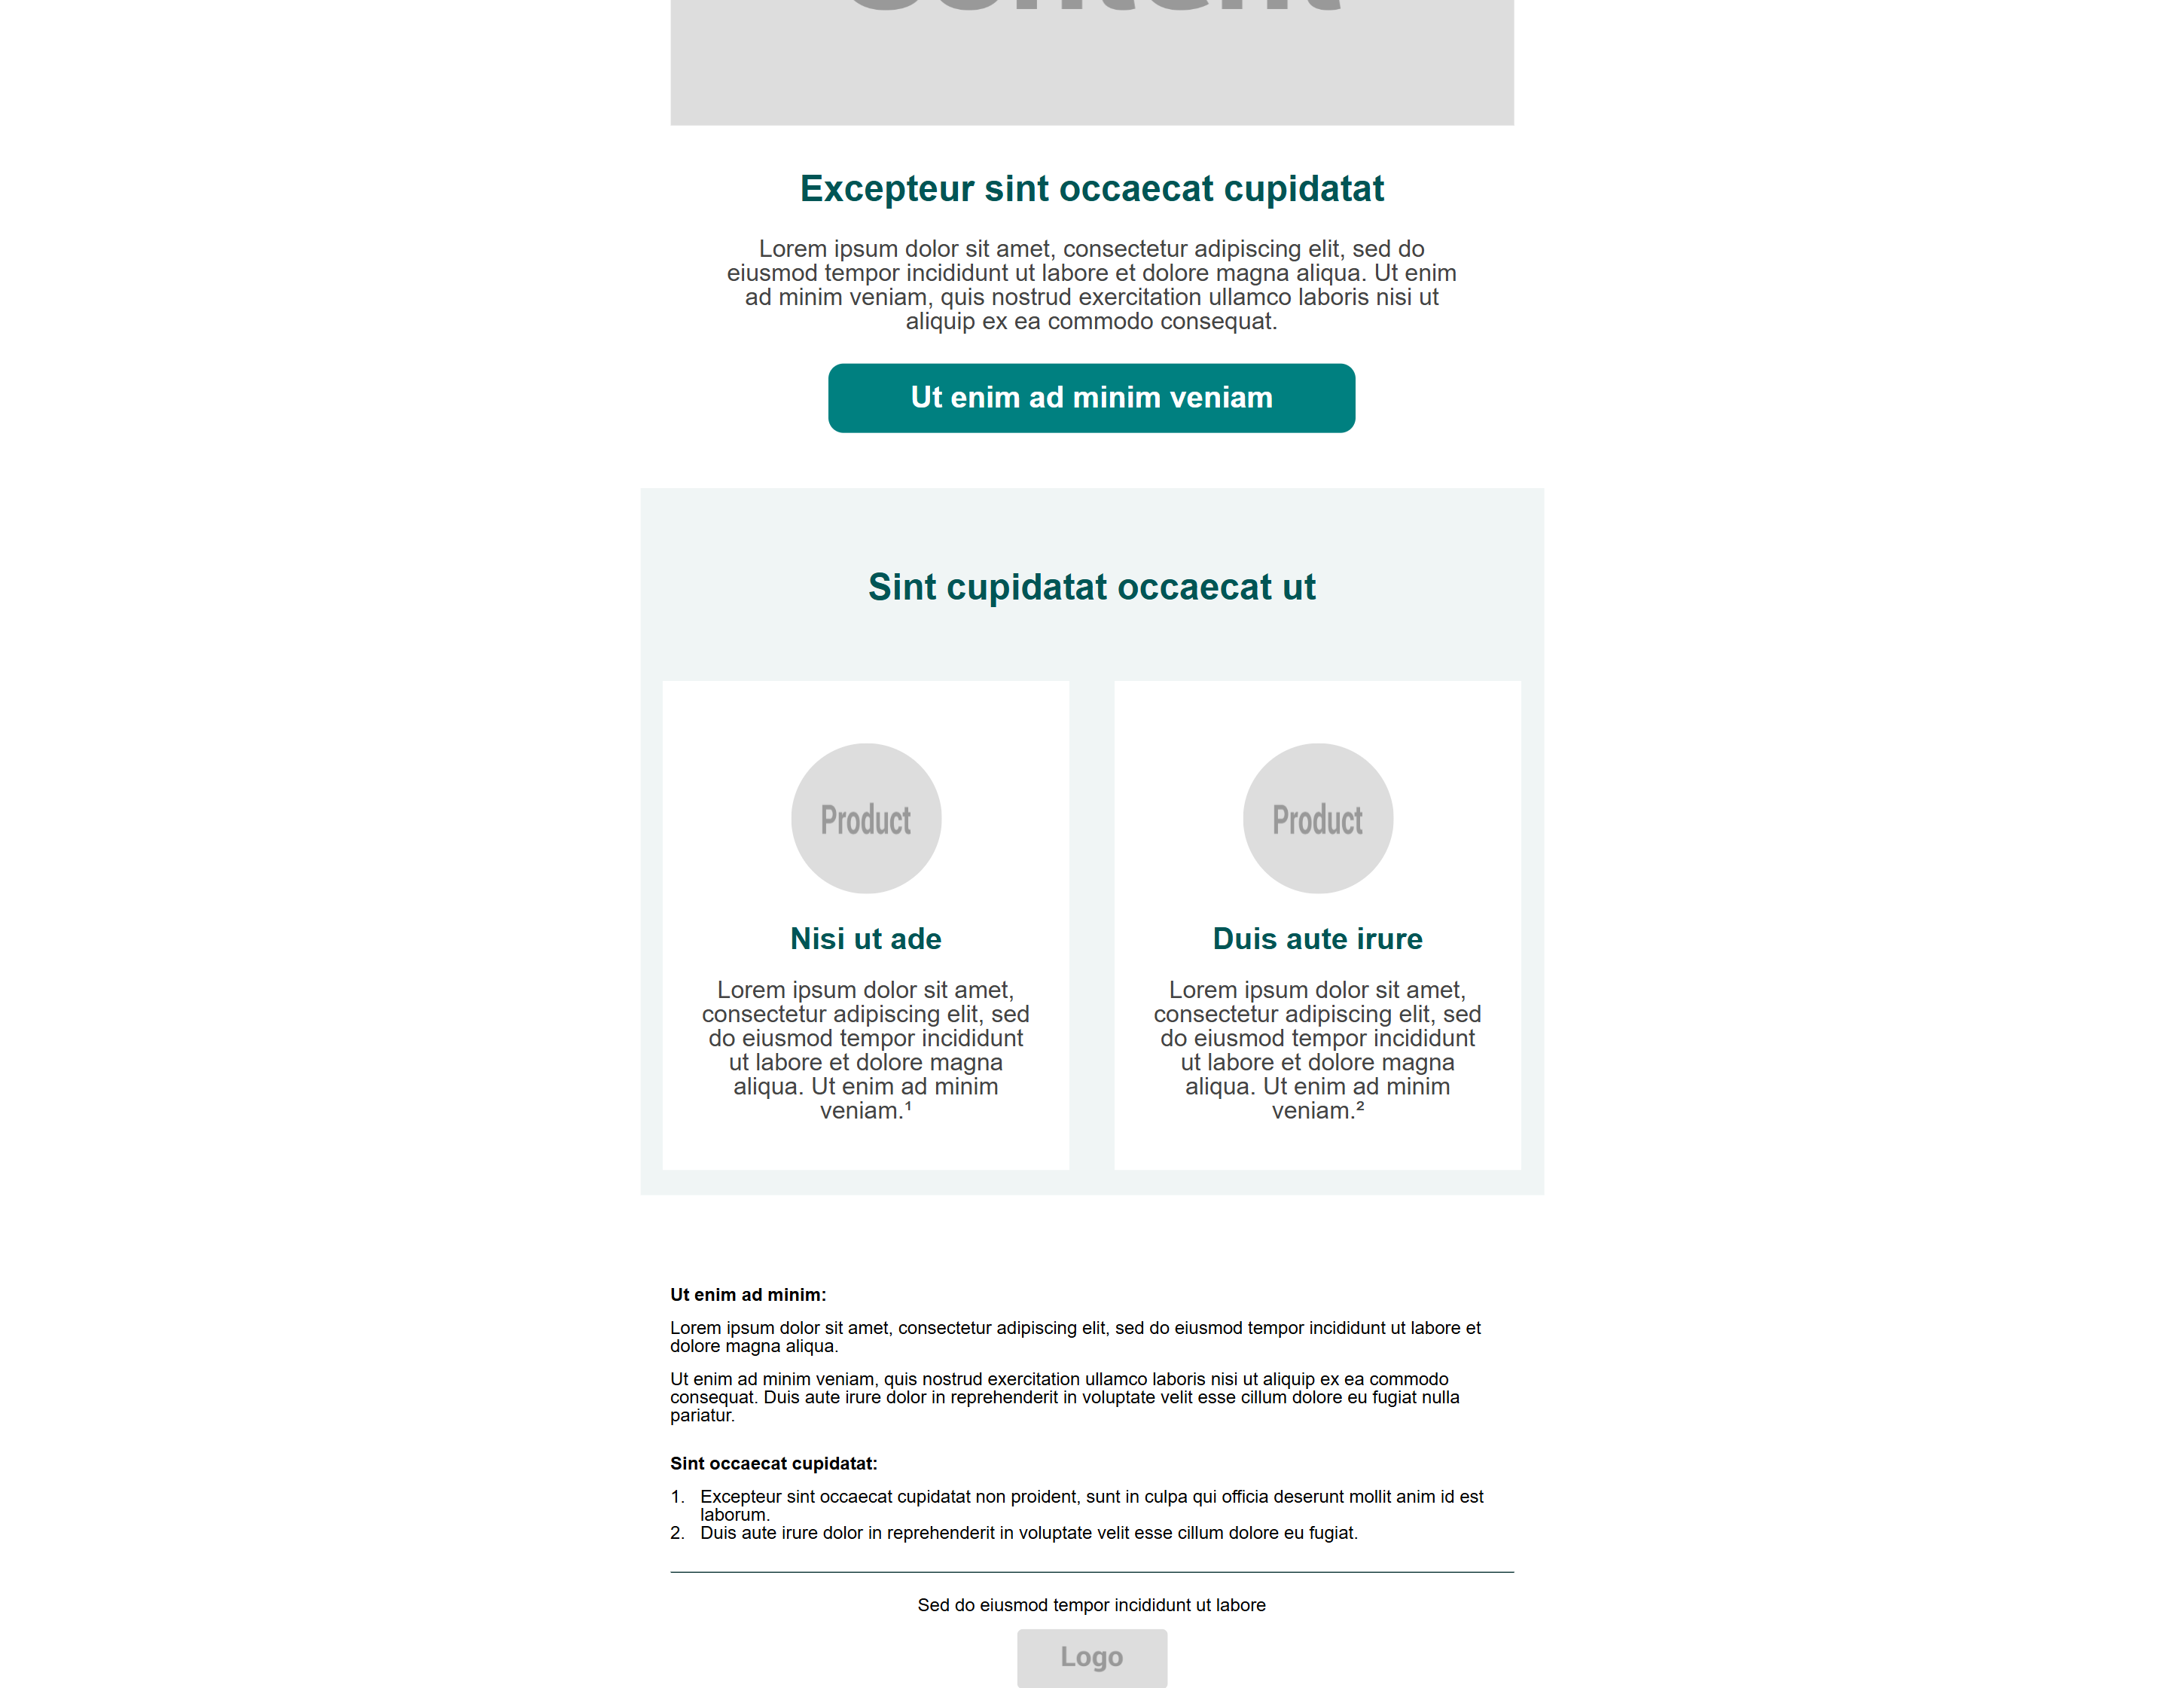 Excepteur sint occaecat cupidatat
Lorem ipsum dolor sit amet, consectetur adipiscing elit, sed do
eiusmod tempor incididunt ut labore et dolore magna aliqua. Ut enim
ad minim veniam, quis nostrud exercitation ullamco laboris nisi ut
aliquip ex ea commodo consequat.
Ut enim ad minim veniam
Sint cupidatat occaecat ut
Product
Nisi ut ade
Lorem ipsum dolor sit amet,
consectetur adipiscing elit, sed
do eiusmod tempor incididunt
ut labore et dolore magna
aliqua. Ut enim ad minim
veniam.¹
Product
Duis aute irure
Lorem ipsum dolor sit amet,
consectetur adipiscing elit, sed
do eiusmod tempor incididunt
ut labore et dolore magna
aliqua. Ut enim ad minim
veniam.²
Ut enim ad minim:
Lorem ipsum dolor sit amet, consectetur adipiscing elit, sed do eiusmod tempor incididunt ut labore et
dolore magna aliqua.
Ut enim ad minim veniam, quis nostrud exercitation ullamco laboris nisi ut aliquip ex ea commodo
consequat. Duis aute irure dolor in reprehenderit in voluptate velit esse cillum dolore eu fugiat nulla
pariatur.
Sint occaecat cupidatat:
1. Excepteur sint occaecat cupidatat non proident, sunt in culpa qui officia deserunt mollit anim id est
laborum.
2. Duis aute irure dolor in reprehenderit in voluptate velit esse cillum dolore eu fugiat.
Sed do eiusmod tempor incididunt ut labore
Logo